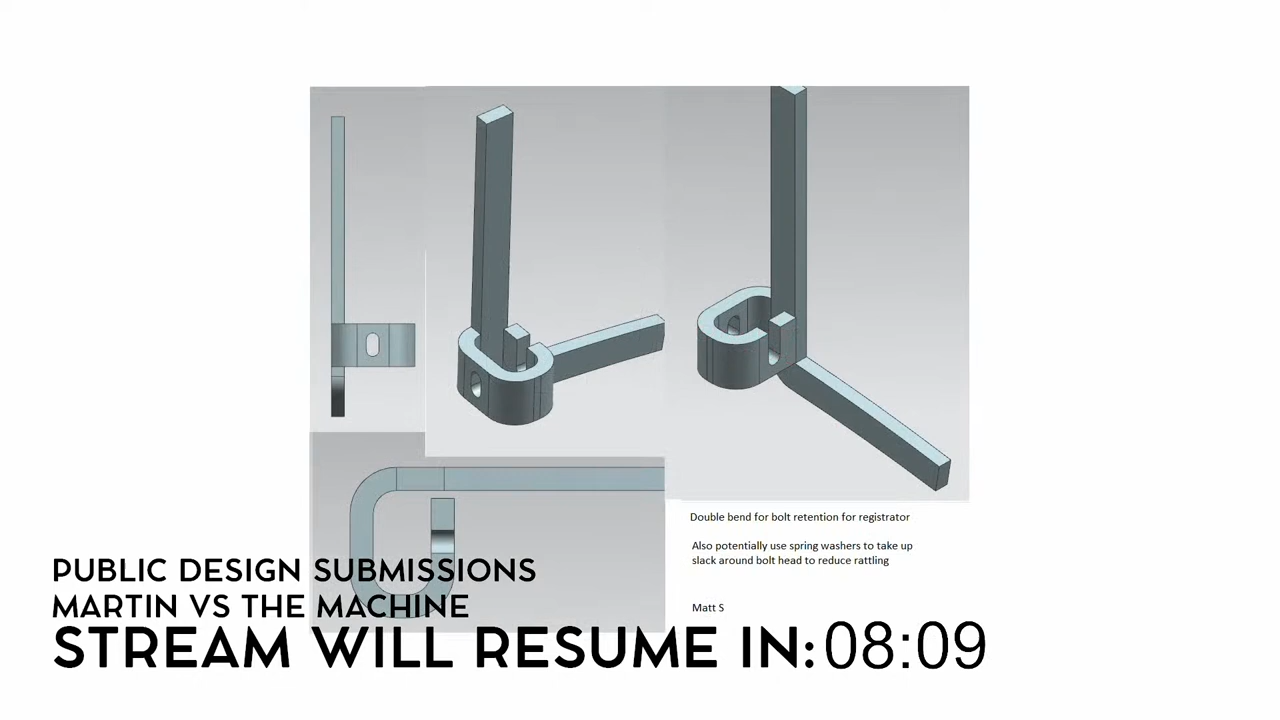 Double bend for bolt retention for registrator
Also potentially use spring washers to take up
slack around bolt head to reduce rattling
Matt S
PUBLIC DESIGN SUBMISSIONS
MARTIN VS THE MACHINE
STREAM WILL RESUME IN: 08:09